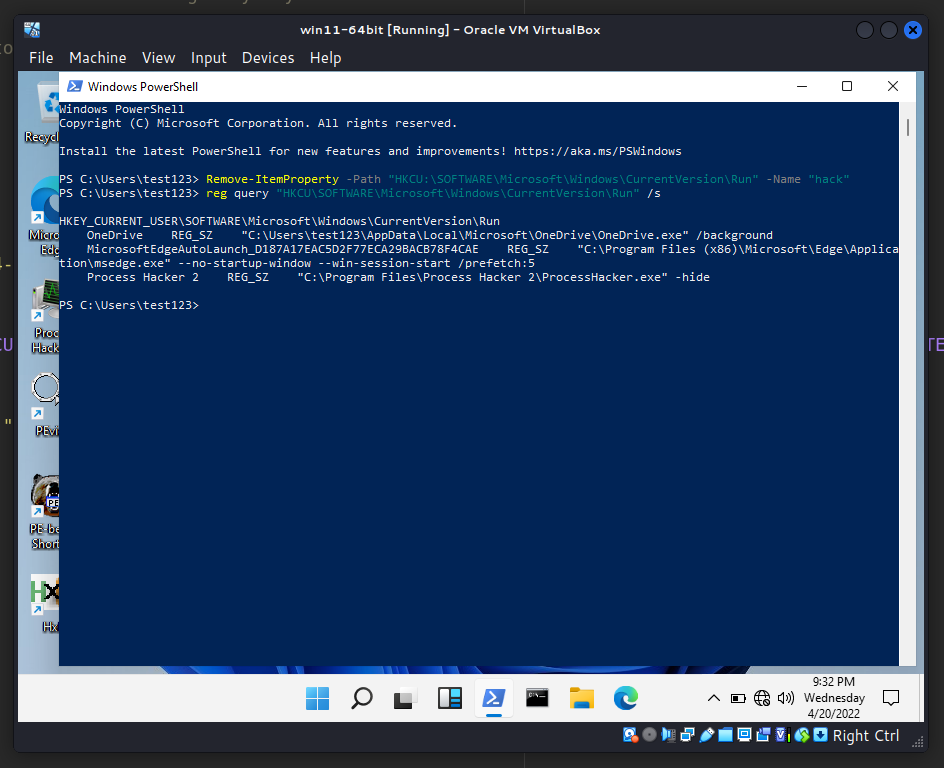 win11-64bit [Running] - Oracle VM VirtualBox
File Machine View Input Devices Help
Windows PowerShell
Windows PowerShell
Copyright (C) Microsoft Corporation. All rights reserved.
Install the latest PowerShell for new features and improvements! https://aka.ms/PSWindows
PS C:\Users\test123> Remove-ItemProperty -Path "HKCU:\SOFTWARE\Microsoft\Windows\CurrentVersion\Run" -Name "hack"
PS C:\Users\test123> reg query "HKCU\SOFTWARE\Microsoft\Windows\CurrentVersion\Run" /s
HKEY_CURRENT_USER\SOFTWARE\Microsoft\Windows\CurrentVersion\Run
OneDrive REG_SZ "C:\Users\test123\AppData\Local\Microsoft\OneDrive\OneDrive.exe" /background
MicrosoftEdgeAutoLaunch_D187A17EAC5D2F77ECA29BACB78F4CAE REG_SZ "C:\Program Files (x86)\Microsoft\Edge\Applica
tion\msedge.exe" --no-startup-window --win-session-start /prefetch:5
Process Hacker 2 REG_SZ "C:\Program Files\Process Hacker 2\ProcessHacker.exe" -hide
PS C:\Users\test123>
Recycl
Micro
Edg
Proc
Hack
PEvi
PE-be
Short
Hx
9:32 PM
Wednesday
4/20/2022
Right Ctrl